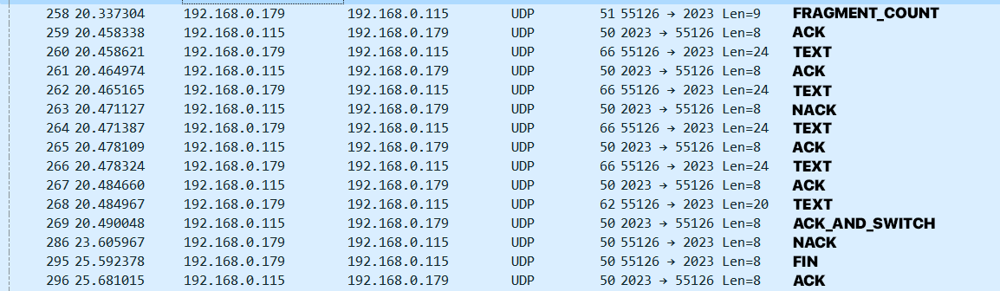 258 20.337304 192.168.0.179 192.168.0.115 UDP 51 55126 → 2023 Len=9 FRAGMENT_COUNT
259 20.458338 192.168.0.115 192.168.0.179 UDP 50 2023 → 55126 Len=8 ACK
260 20.458621 192.168.0.179 192.168.0.115 UDP 66 55126 → 2023 Len=24 TEXT
261 20.464974 192.168.0.115 192.168.0.179 UDP 50 2023 → 55126 Len=8 ACK
262 20.465165 192.168.0.179 192.168.0.115 UDP 66 55126 → 2023 Len=24 TEXT
263 20.471127 192.168.0.115 192.168.0.179 UDP 50 2023 → 55126 Len=8 NACK
264 20.471387 192.168.0.179 192.168.0.115 UDP 66 55126 → 2023 Len=24 TEXT
265 20.478109 192.168.0.115 192.168.0.179 UDP 50 2023 → 55126 Len=8 ACK
266 20.478324 192.168.0.179 192.168.0.115 UDP 66 55126 → 2023 Len=24 TEXT
267 20.484660 192.168.0.115 192.168.0.179 UDP 50 2023 → 55126 Len=8 ACK
268 20.484967 192.168.0.179 192.168.0.115 UDP 62 55126 → 2023 Len=20 TEXT
269 20.490048 192.168.0.115 192.168.0.179 UDP 50 2023 → 55126 Len=8 ACK_AND_SWITCH
286 23.605967 192.168.0.179 192.168.0.115 UDP 50 55126 → 2023 Len=8 NACK
295 25.592378 192.168.0.179 192.168.0.115 UDP 50 55126 → 2023 Len=8 FIN
296 25.681015 192.168.0.115 192.168.0.179 UDP 50 2023 → 55126 Len=8 ACK